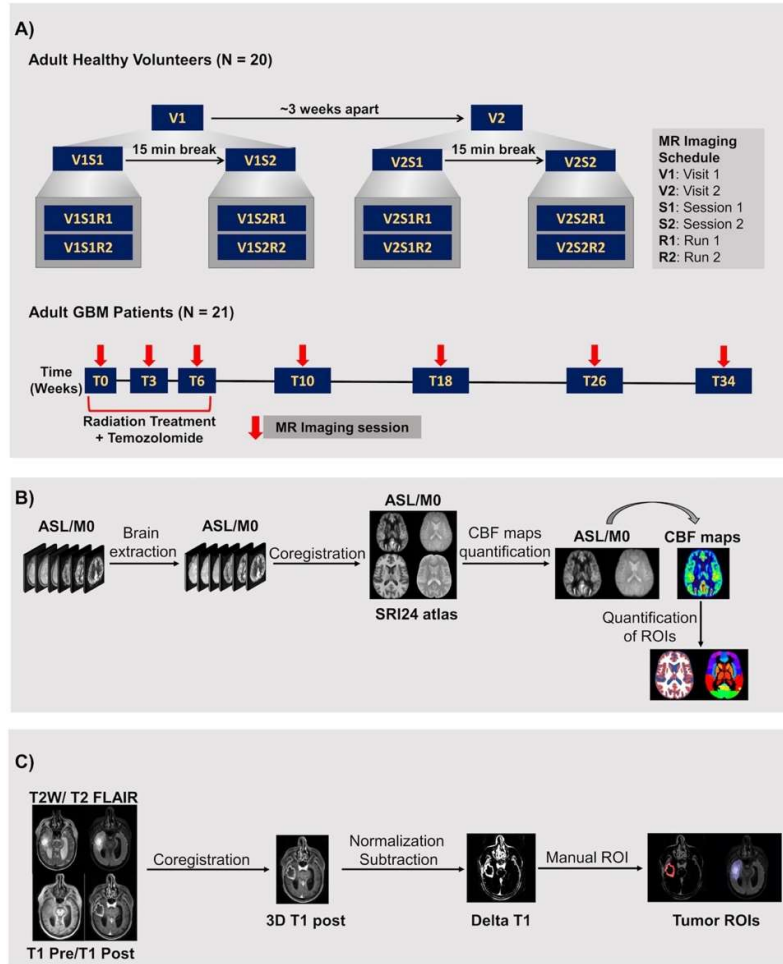 A)
Adult Healthy Volunteers (N = 20)
V1
~3 weeks apart
V2
V1S1
15 min break
V1S2
V2S1
15 min break
V2S2
V1S1R1
V1S1R2
V1S2R1
V1S2R2
V2S1R1
V2S1R2
V2S2R1
V2S2R2
MR Imaging
Schedule
V1: Visit 1
V2: Visit 2
S1: Session 1
S2: Session 2
R1: Run 1
R2: Run 2
Adult GBM Patients (N = 21)
Time
(Weeks)
T0
T3
T6
T10
T18
T26
T34
Radiation Treatment
+ Temozolomide
MR Imaging session
B)
ASL/M0
Brain
extraction
ASL/M0
Coregistration
ASL/M0
SRI24 atlas
CBF maps
quantification
ASL/M0
CBF maps
Quantification
of ROIs
C)
T2W/ T2 FLAIR
T1 Pre/T1 Post
Coregistration
3D T1 post
Normalization
Subtraction
Delta T1
Manual ROI
Tumor ROIs